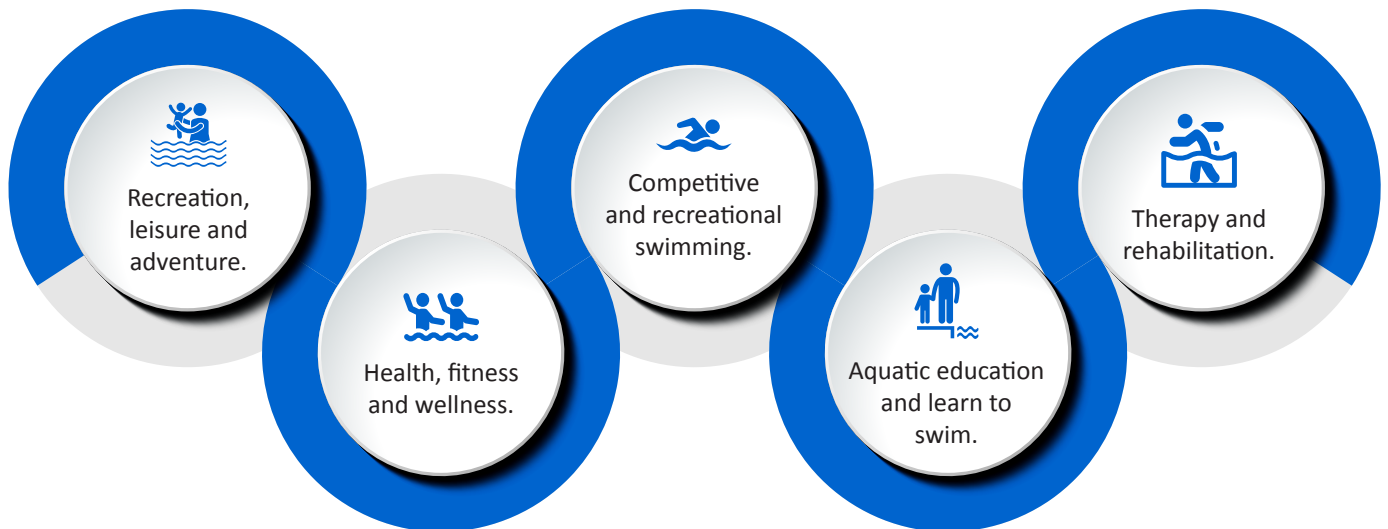 Recreation,
leisure and
adventure.
Health, fitness
and wellness.
Competitive
and recreational
swimming.
Aquatic education
and learn to
swim.
Therapy and
rehabilitation.